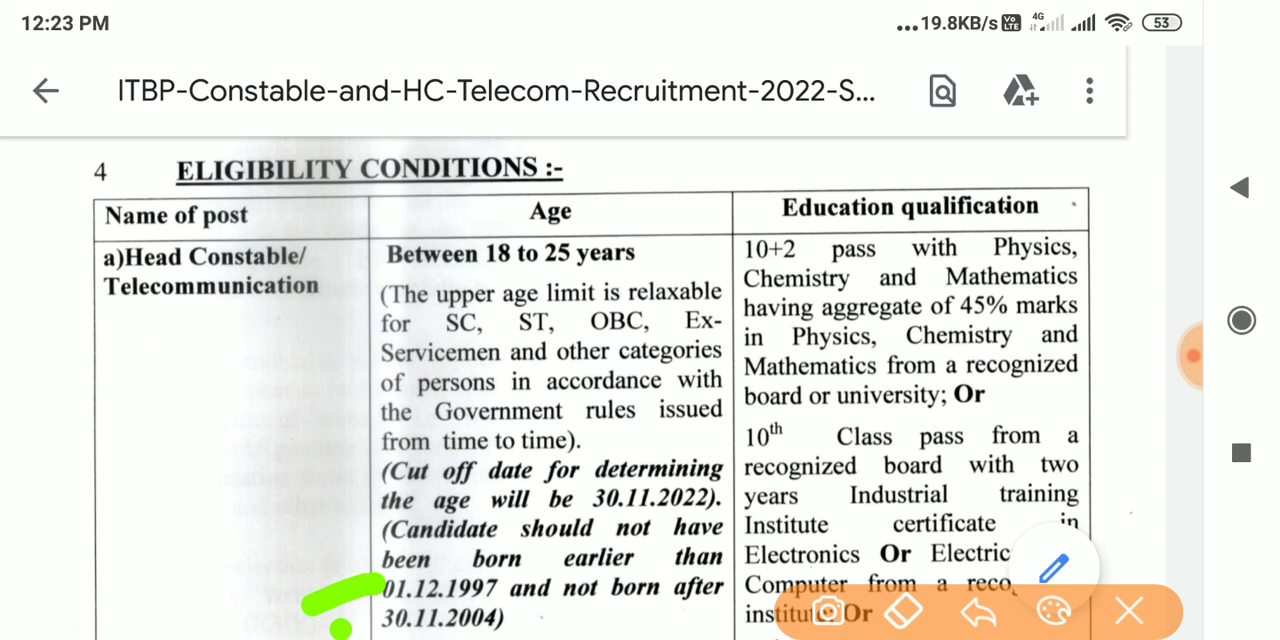 12:23 PM
...19.8KB/s Vo LTE 4G 53
ITBP-Constable-and-HC-Telecom-Recruitment-2022-S...
4 ELIGIBILITY CONDITIONS :-
Name of post
Age
Education qualification
a)Head Constable/
Telecommunication
Between 18 to 25 years
(The upper age limit is relaxable
for SC, ST, OBC, Ex-
Servicemen and other categories
of persons in accordance with
the Government rules issued
from time to time).
(Cut off date for determining
the age will be 30.11.2022).
(Candidate should not have
been born earlier than
01.12.1997 and not born after
30.11.2004)
10+2 pass with Physics,
Chemistry and Mathematics
having aggregate of 45% marks
in Physics, Chemistry and
Mathematics from a recognized
board or university; Or
10th Class pass from a
recognized board with two
years Industrial training
Institute certificate in
Electronics Or Electric
Computer from a reco
institute Or